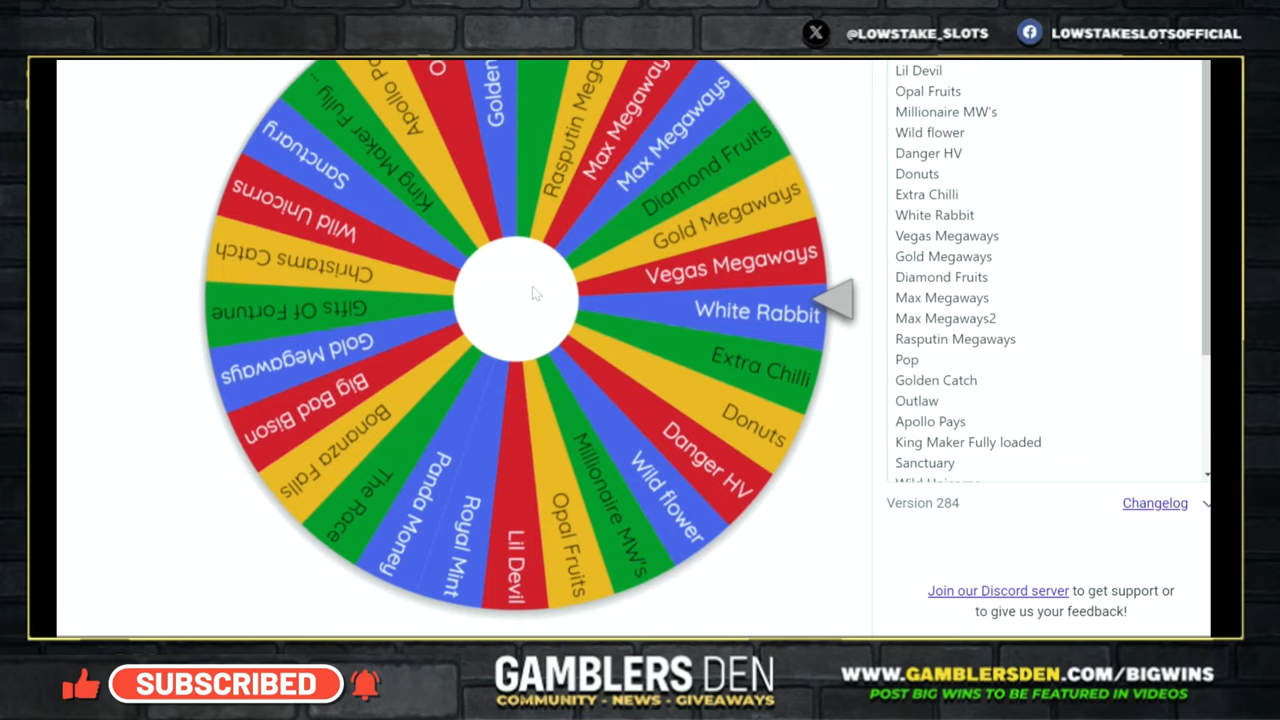 @LOWSTAKE_SLOTS
LOWSTAKESLOTSOFFICIAL
Golden
Rasputin Mega
Max Megaway
Max Megaways
Diamond Fruits
Gold Megaways
Vegas Megaways
White Rabbit
Extra Chilli
Donuts
Danger HV
Wild flower
Millionaire MW's
Opal Fruits
Lil Devil
Royal Mint
Panda Money
The Race
Bonanza Falls
Big Bad Bison
Gold Megaways
Gifts Of Fortune
Christams Catch
Wild Unicorns
Sanctuary
King Maker Fully ...
Apollo Pa
O
Lil Devil
Opal Fruits
Millionaire MW's
Wild flower
Danger HV
Donuts
Extra Chilli
White Rabbit
Vegas Megaways
Gold Megaways
Diamond Fruits
Max Megaways
Max Megaways2
Rasputin Megaways
Pop
Golden Catch
Outlaw
Apollo Pays
King Maker Fully loaded
Sanctuary
Version 284
Changelog
Join our Discord server to get support or
to give us your feedback!
SUBSCRIBED
GAMBLERS DEN
COMMUNITY - NEWS - GIVEAWAYS
WWW.GAMBLERSDEN.COM/BIGWINS
POST BIG WINS TO BE FEATURED IN VIDEOS